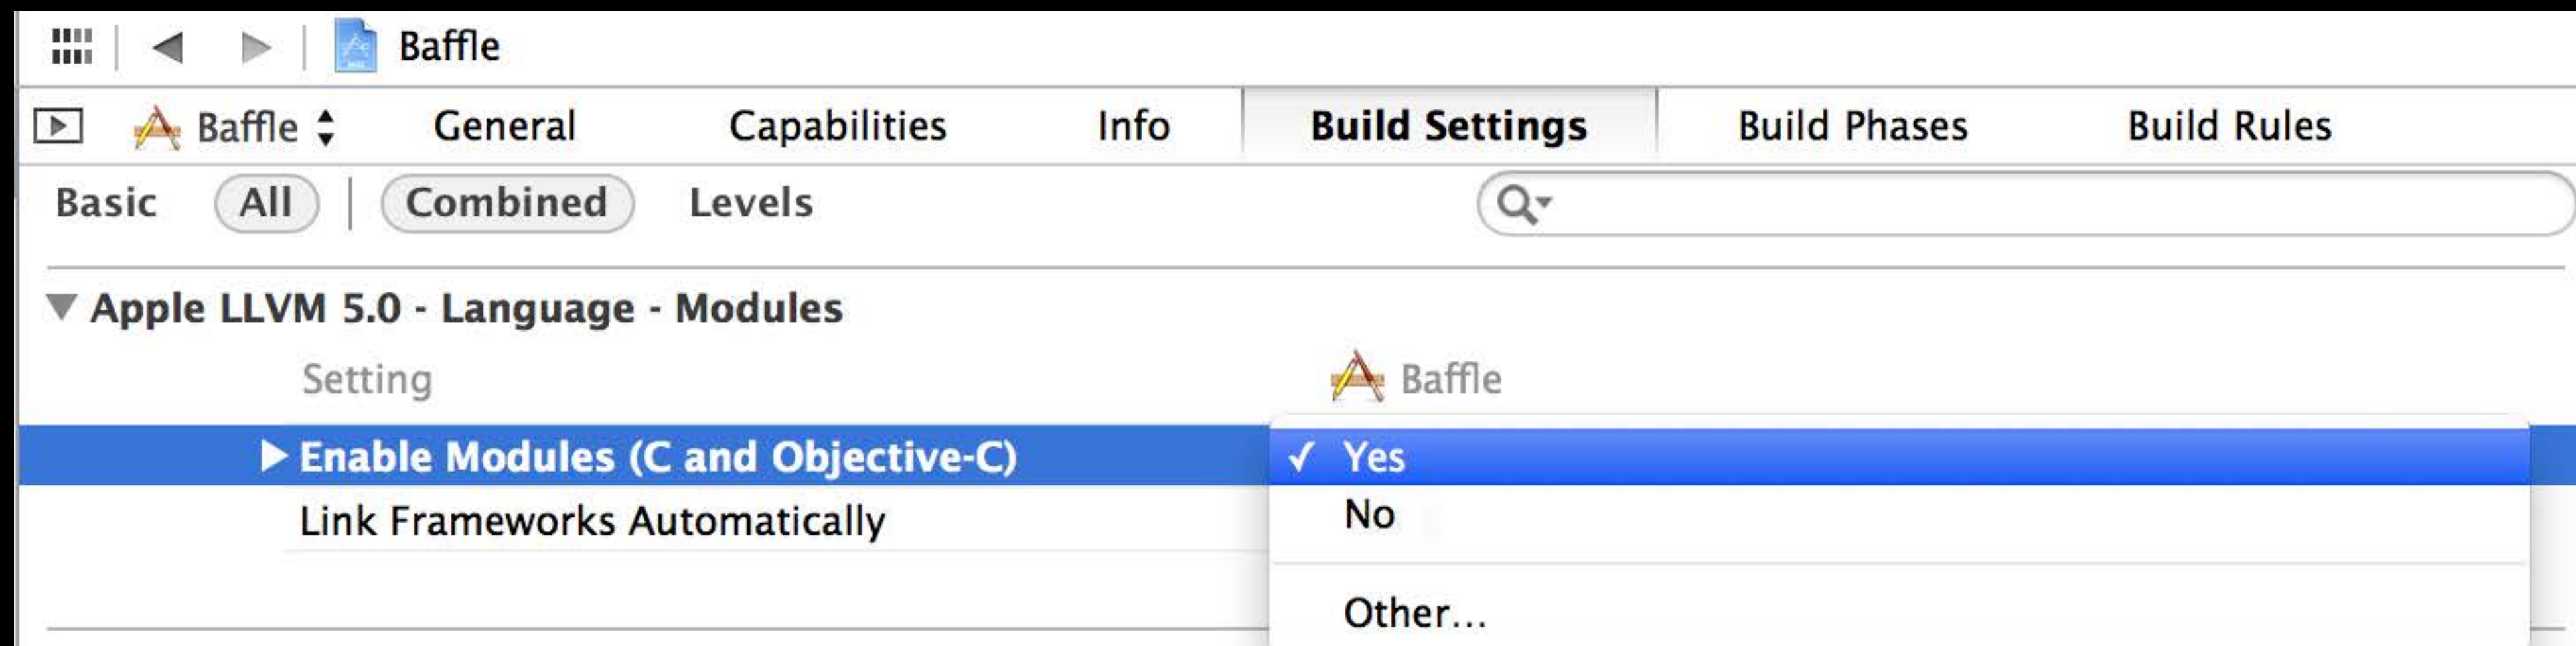 Baffle
Baffle General Capabilities Info Build Settings Build Phases Build Rules
Basic All Combined Levels
Apple LLVM 5.0 - Language - Modules
Setting Baffle
Enable Modules (C and Objective-C) ✓ Yes
Link Frameworks Automatically No
Other...